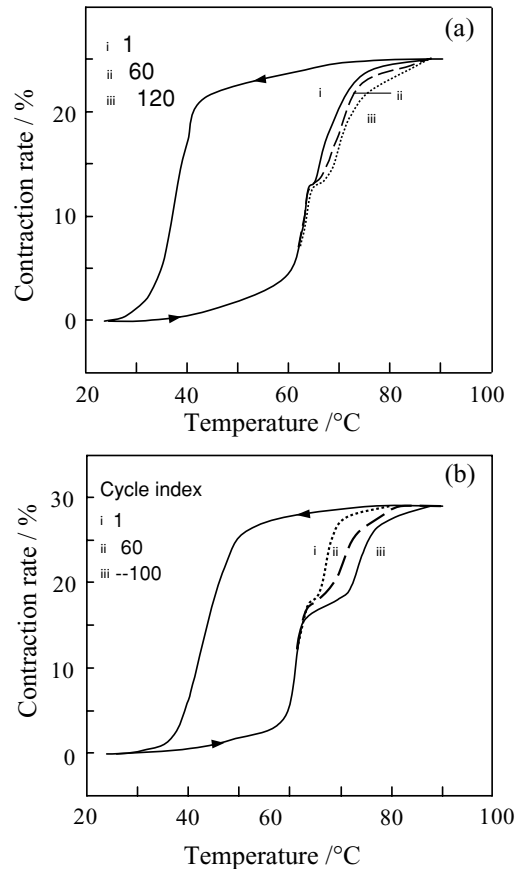 (a)
i 1
ii 60
iii 120
Contraction rate / %
20
10
0
i
ii
iii
20 40 60 80 100
Temperature /°C
(b)
Cycle index
i 1
ii 60
iii --100
Contraction rate / %
30
20
10
0
i ii iii
20 40 60 80 100
Temperature /°C